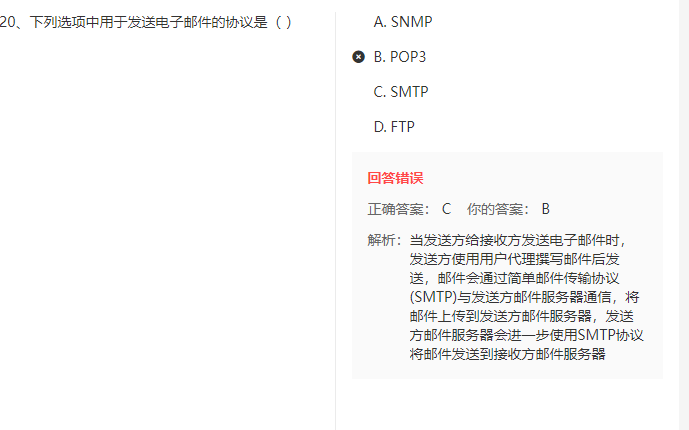 20、下列选项中用于发送电子邮件的协议是（ ）
A. SNMP
B. POP3
C. SMTP
D. FTP
回答错误
正确答案： C 你的答案： B
解析：当发送方给接收方发送电子邮件时，
发送方使用用户代理撰写邮件后发
送，邮件会通过简单邮件传输协议
(SMTP)与发送方邮件服务器通信，将
邮件上传到发送方邮件服务器，发送
方邮件服务器会进一步使用SMTP协议
将邮件发送到接收方邮件服务器